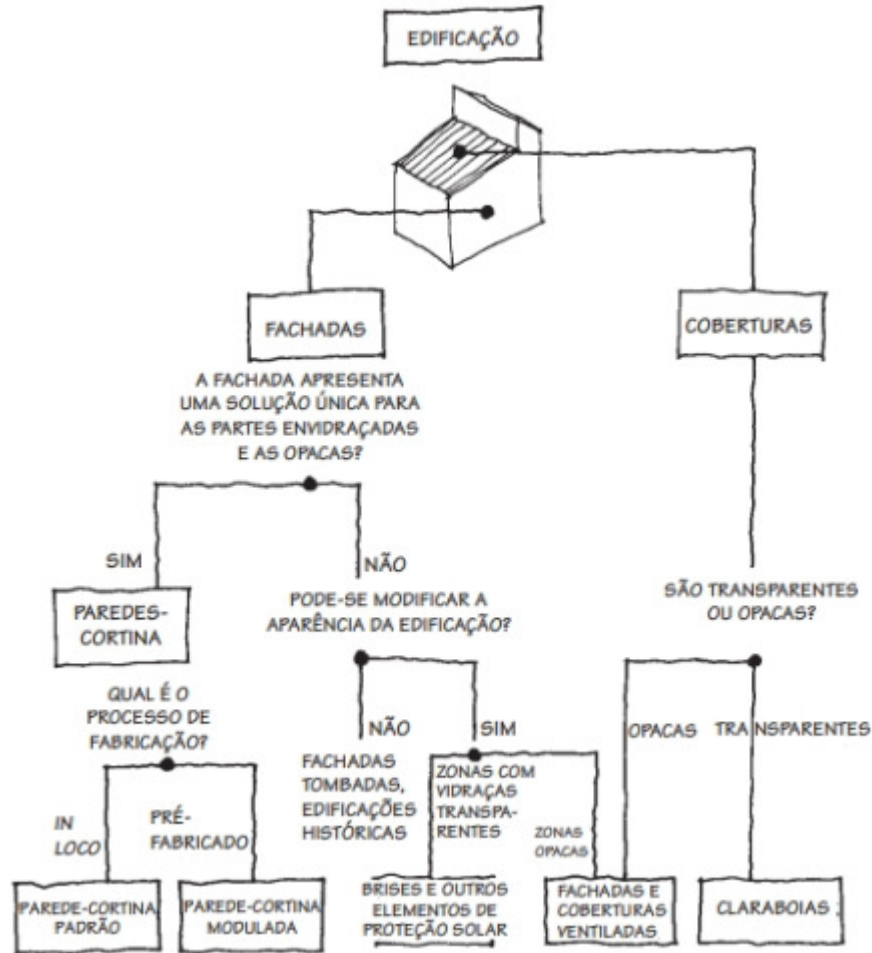 EDIFICAÇÃO
FACHADAS
COBERTURAS
A FACHADA APRESENTA
UMA SOLUÇÃO ÚNICA PARA
AS PARTES ENVIDRAÇADAS
E AS OPACAS?
SIM
NÃO
PAREDES-
CORTINA
PODE-SE MODIFICAR A
APARÊNCIA DA EDIFICAÇÃO?
SÃO TRANSPARENTES
OU OPACAS?
QUAL É O
PROCESSO DE
FABRICAÇÃO?
NÃO
SIM
OPACAS
TRANSPARENTES
IN
LOCO
PRÉ-
FABRICADO
FACHADAS
TOMBADAS,
EDIFICAÇÕES
HISTÓRICAS
ZONAS COM
VIDRAÇAS
TRANSPA-
RENTES
ZONAS
OPACAS
PAREDE-CORTINA
PADRÃO
PAREDE-CORTINA
MODULADA
BRISES E OUTROS
ELEMENTOS DE
PROTEÇÃO SOLAR
FACHADAS E
COBERTURAS
VENTILADAS
CLARABOIAS